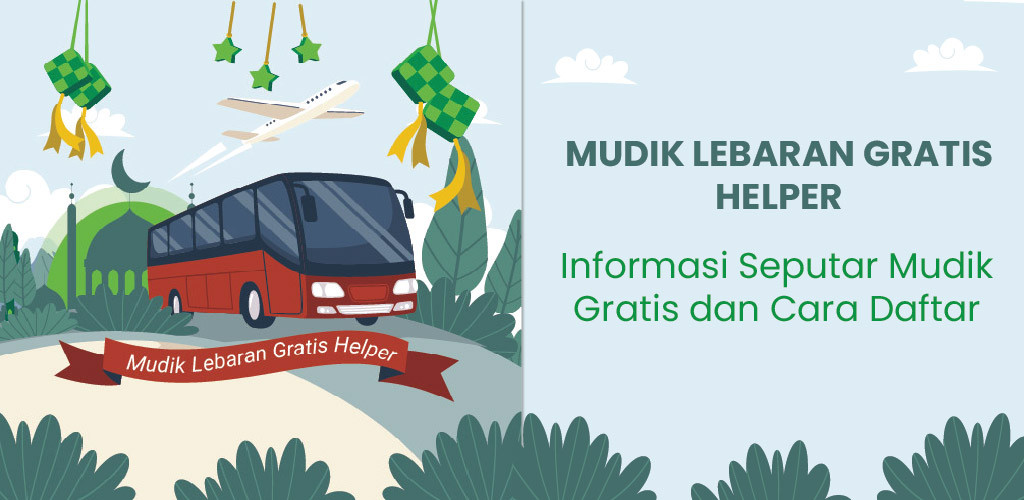 Mudik Lebaran Gratis Helper
MUDIK LEBARAN GRATIS
HELPER
Informasi Seputar Mudik
Gratis dan Cara Daftar